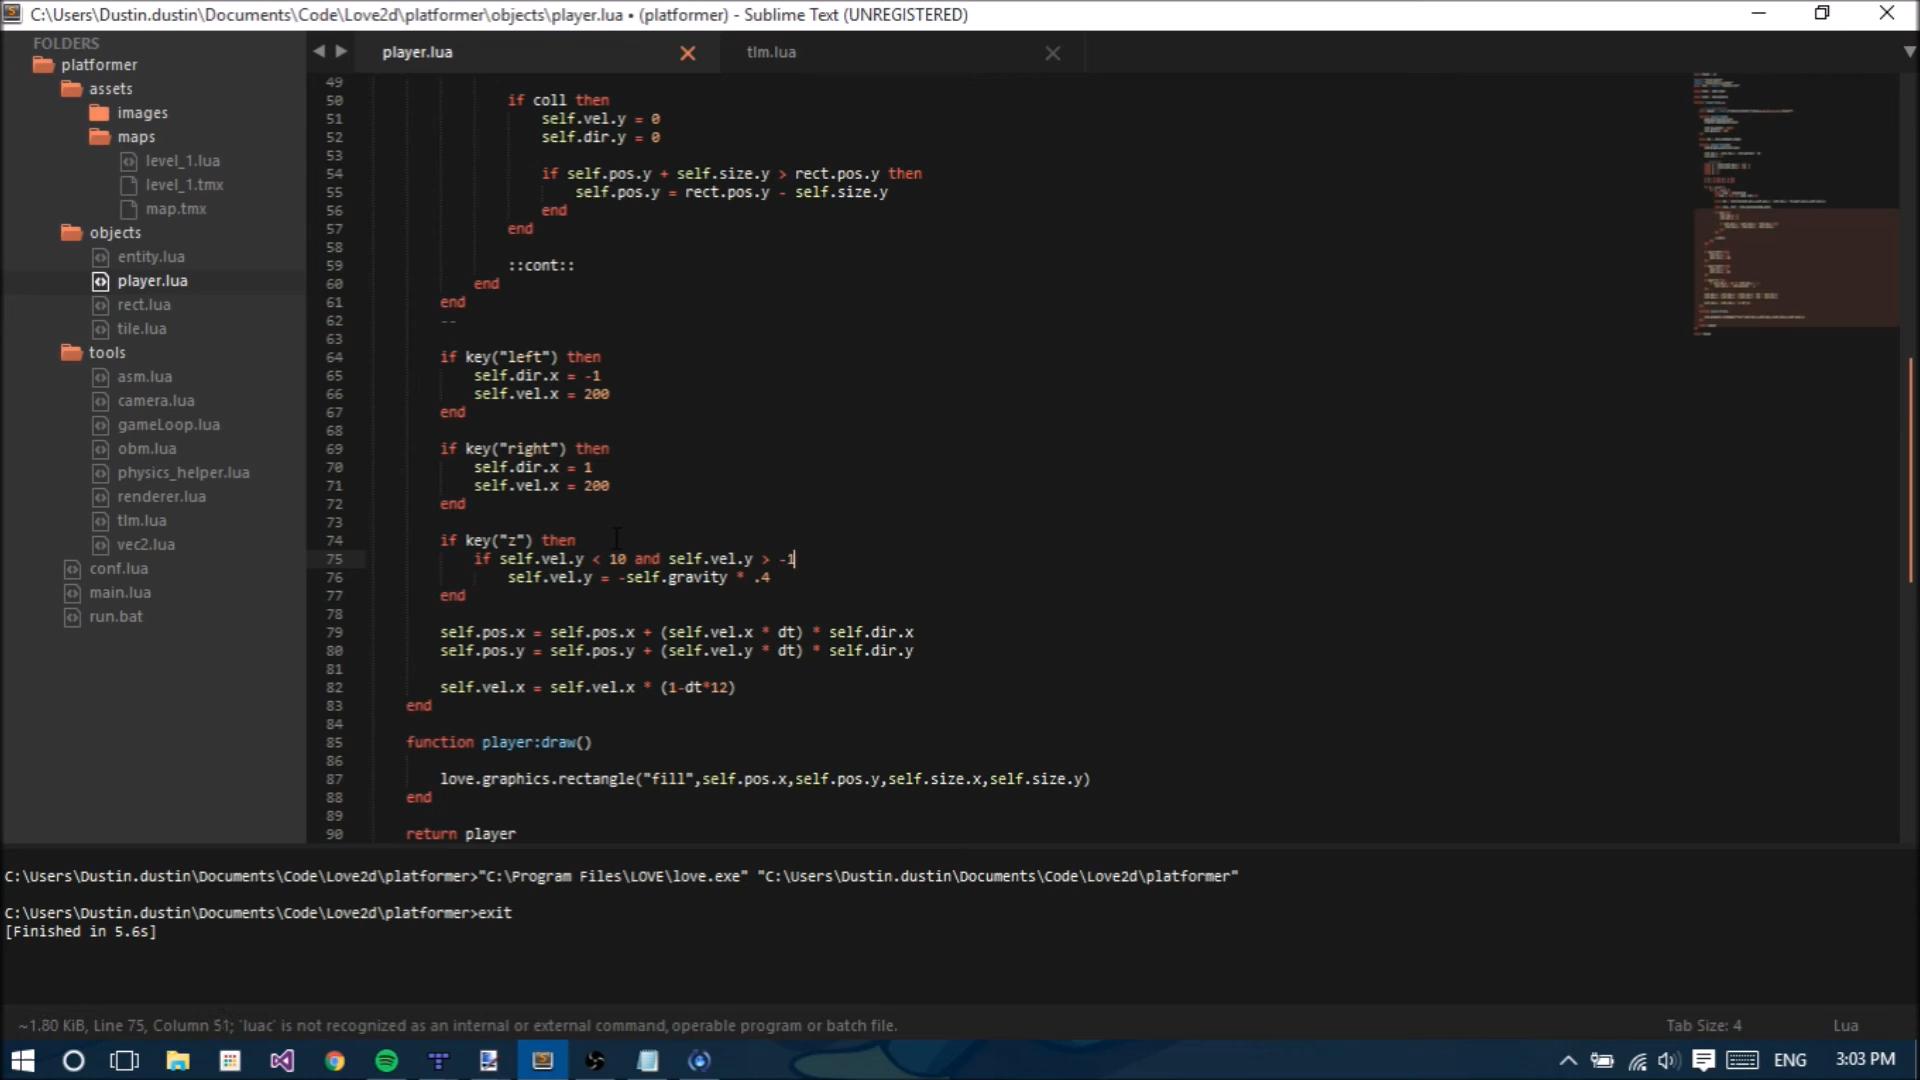 C:\Users\Dustin.dustin\Documents\Code\Love2d\platformer\objects\player.lua • (platformer) - Sublime Text (UNREGISTERED)
FOLDERS
platformer
assets
images
maps
level_1.lua
level_1.tmx
map.tmx
objects
entity.lua
player.lua
rect.lua
tile.lua
tools
asm.lua
camera.lua
gameLoop.lua
obm.lua
physics_helper.lua
renderer.lua
tlm.lua
vec2.lua
conf.lua
main.lua
run.bat
player.lua
tlm.lua
49
50 if coll then
51 self.vel.y = 0
52 self.dir.y = 0
53
54 if self.pos.y + self.size.y > rect.pos.y then
55 self.pos.y = rect.pos.y - self.size.y
56 end
57 end
58
59 ::cont::
60 end
61 end
62 --
63
64 if key("left") then
65 self.dir.x = -1
66 self.vel.x = 200
67 end
68
69 if key("right") then
70 self.dir.x = 1
71 self.vel.x = 200
72 end
73
74 if key("z") then
75 if self.vel.y < 10 and self.vel.y > -1
76 self.vel.y = -self.gravity * .4
77 end
78
79 self.pos.x = self.pos.x + (self.vel.x * dt) * self.dir.x
80 self.pos.y = self.pos.y + (self.vel.y * dt) * self.dir.y
81
82 self.vel.x = self.vel.x * (1-dt*12)
83 end
84
85 function player:draw()
86
87 love.graphics.rectangle("fill",self.pos.x,self.pos.y,self.size.x,self.size.y)
88 end
89
90 return player
C:\Users\Dustin.dustin\Documents\Code\Love2d\platformer>"C:\Program Files\LOVE\love.exe" "C:\Users\Dustin.dustin\Documents\Code\Love2d\platformer"
C:\Users\Dustin.dustin\Documents\Code\Love2d\platformer>exit
[Finished in 5.6s]
~1.80 KiB, Line 75, Column 51; `luac` is not recognized as an internal or external command, operable program or batch file.
Tab Size: 4
Lua
ENG
3:03 PM